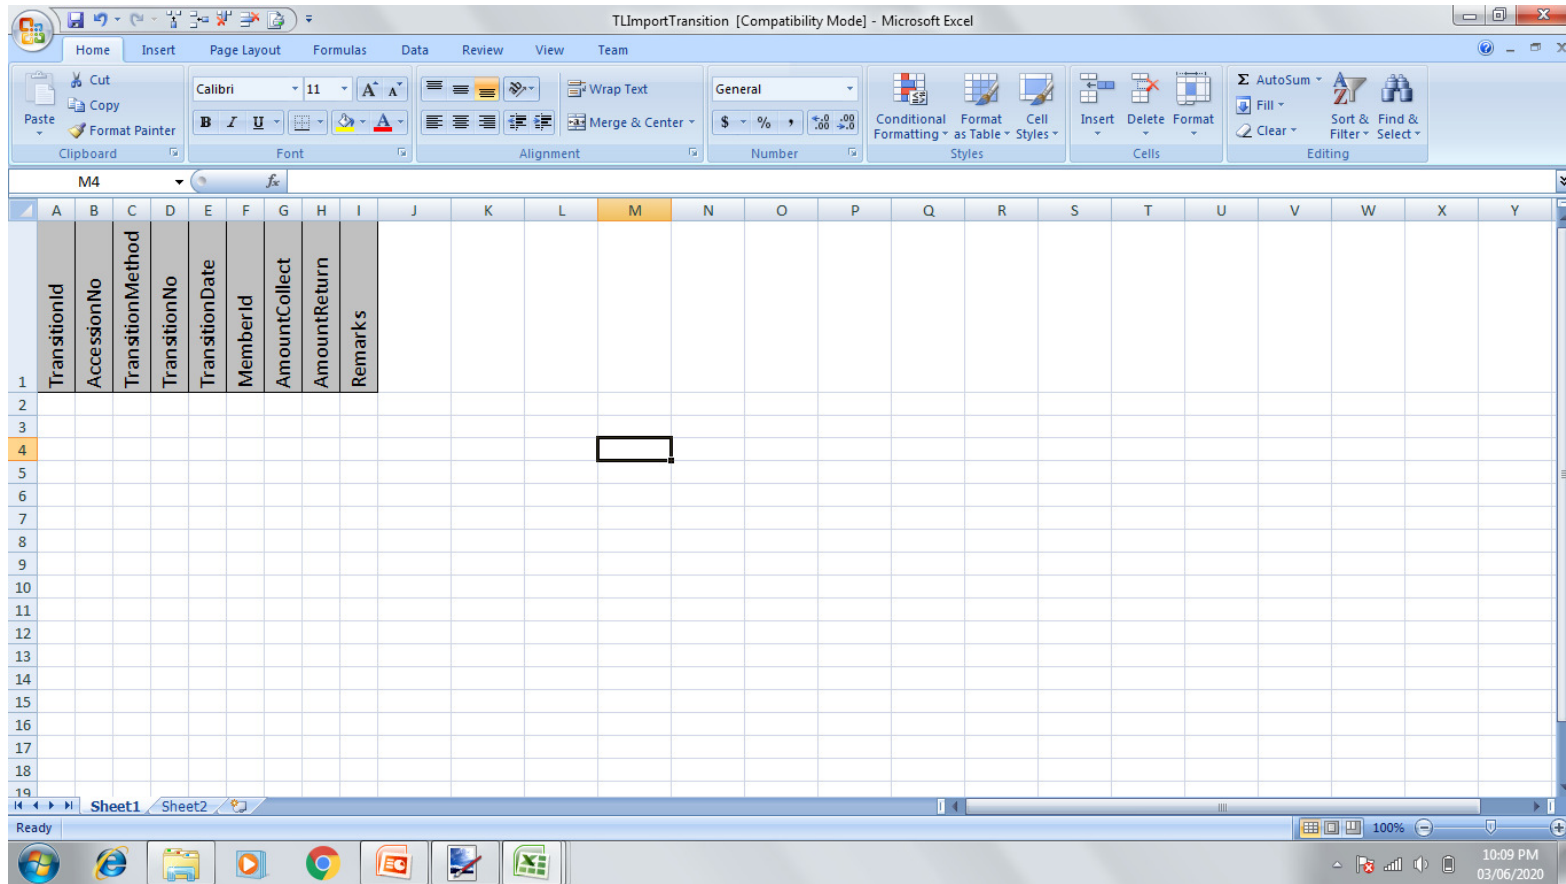 TLImportTransition [Compatibility Mode] - Microsoft Excel
Home Insert Page Layout Formulas Data Review View Team
Cut
Copy
Format Painter
Paste
Clipboard
Calibri 11
B I U
Font
Wrap Text
Merge & Center
Alignment
General
$ % ,
Number
Conditional Formatting
Format as Table
Cell Styles
Styles
Insert Delete Format
Cells
Σ AutoSum
Fill
Clear
Sort & Filter
Find & Select
Editing
M4 fx
A B C D E F G H I J K L M N O P Q R S T U V W X Y
1 TransitionId AccessionNo TransitionMethod TransitionNo TransitionDate MemberId AmountCollect AmountReturn Remarks
2
3
4
5
6
7
8
9
10
11
12
13
14
15
16
17
18
19
Sheet1 Sheet2
Ready 100%
10:09 PM
03/06/2020